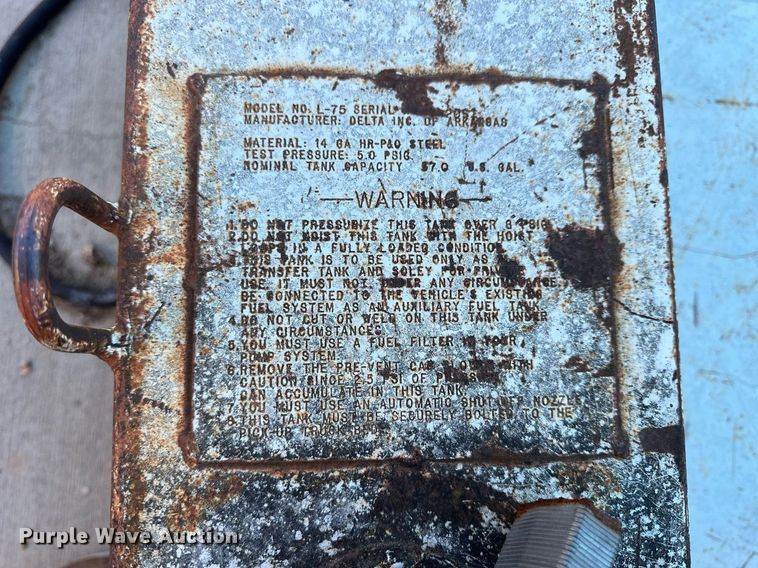 MODEL NO. L-75 SERIAL
MANUFACTURER: DELTA INC. OF ARKANSAS
MATERIAL: 14 GA HR-P&O STEEL
TEST PRESSURE: 5.0 PSIG.
NOMINAL TANK CAPACITY 57.0 U.S. GAL.
WARNING
1. DO NOT PRESSURIZE THIS TANK OVER PSIG
2. DO NOT HOIST THIS TANK WITH THE HOIST
IN A FULLY LOADED CONDITION
3. THIS TANK IS TO BE USED ONLY AS
TRANSFER TANK AND SOLEY FOR PRIVATE
USE. IT MUST NOT, UNDER ANY CIRCUMSTANCE,
BE CONNECTED TO THE VEHICLE'S EXISTING
FUEL SYSTEM AS AN AUXILIARY FUEL TANK
4. DO NOT CUT OR WELD ON THIS TANK UNDER
ANY CIRCUMSTANCES.
5. YOU MUST USE A FUEL FILTER IN YOUR
PUMP SYSTEM.
6. REMOVE THE PRE-VENT CAP WITH
CAUTION SINCE 2.5 PSI OF PRESSURE
CAN ACCUMULATE IN THIS TANK.
7. YOU MUST USE AN AUTOMATIC SHUT-OFF NOZZLE
8. THIS TANK MUST BE SECURELY BOLTED TO THE
PICK-UP TRUCK BED.
Purple Wave Auction